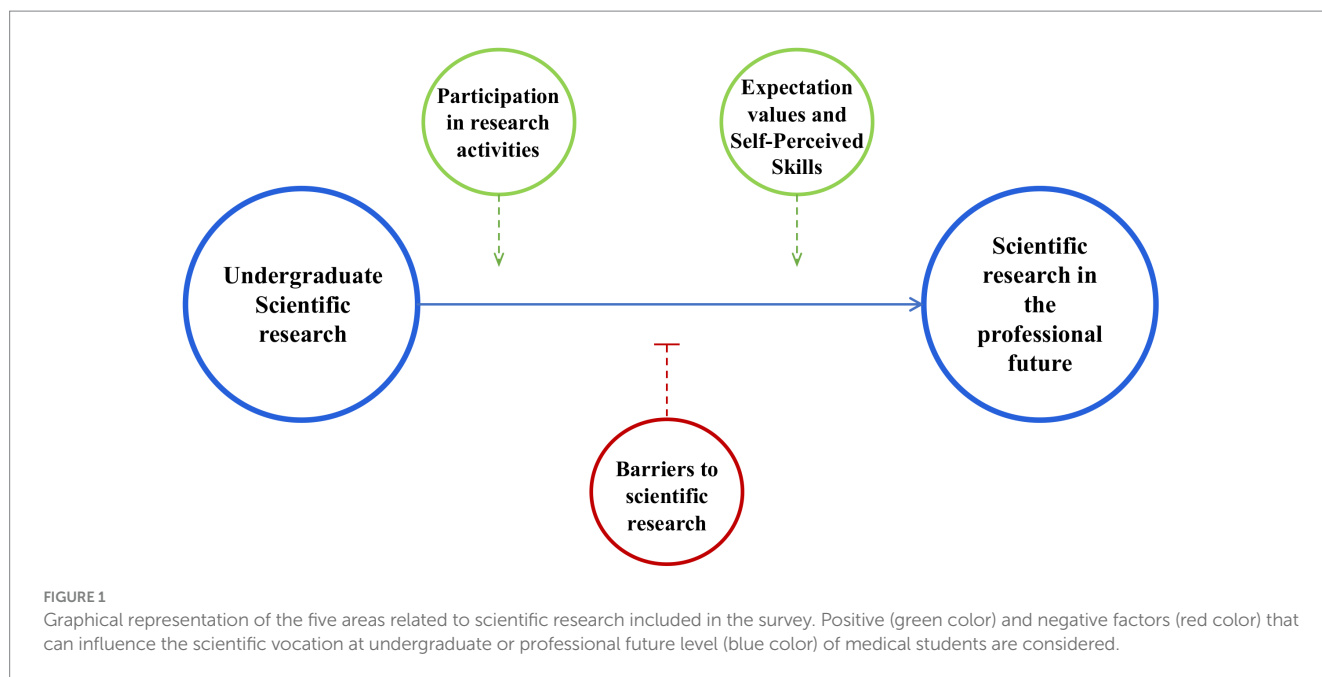 Participation
in research
activities
Expectation
values and
Self-Perceived
Skills
Undergraduate
Scientific
research
Scientific
research in
the
professional
future
Barriers to
scientific
research
FIGURE 1
Graphical representation of the five areas related to scientific research included in the survey. Positive (green color) and negative factors (red color) that
can influence the scientific vocation at undergraduate or professional future level (blue color) of medical students are considered.